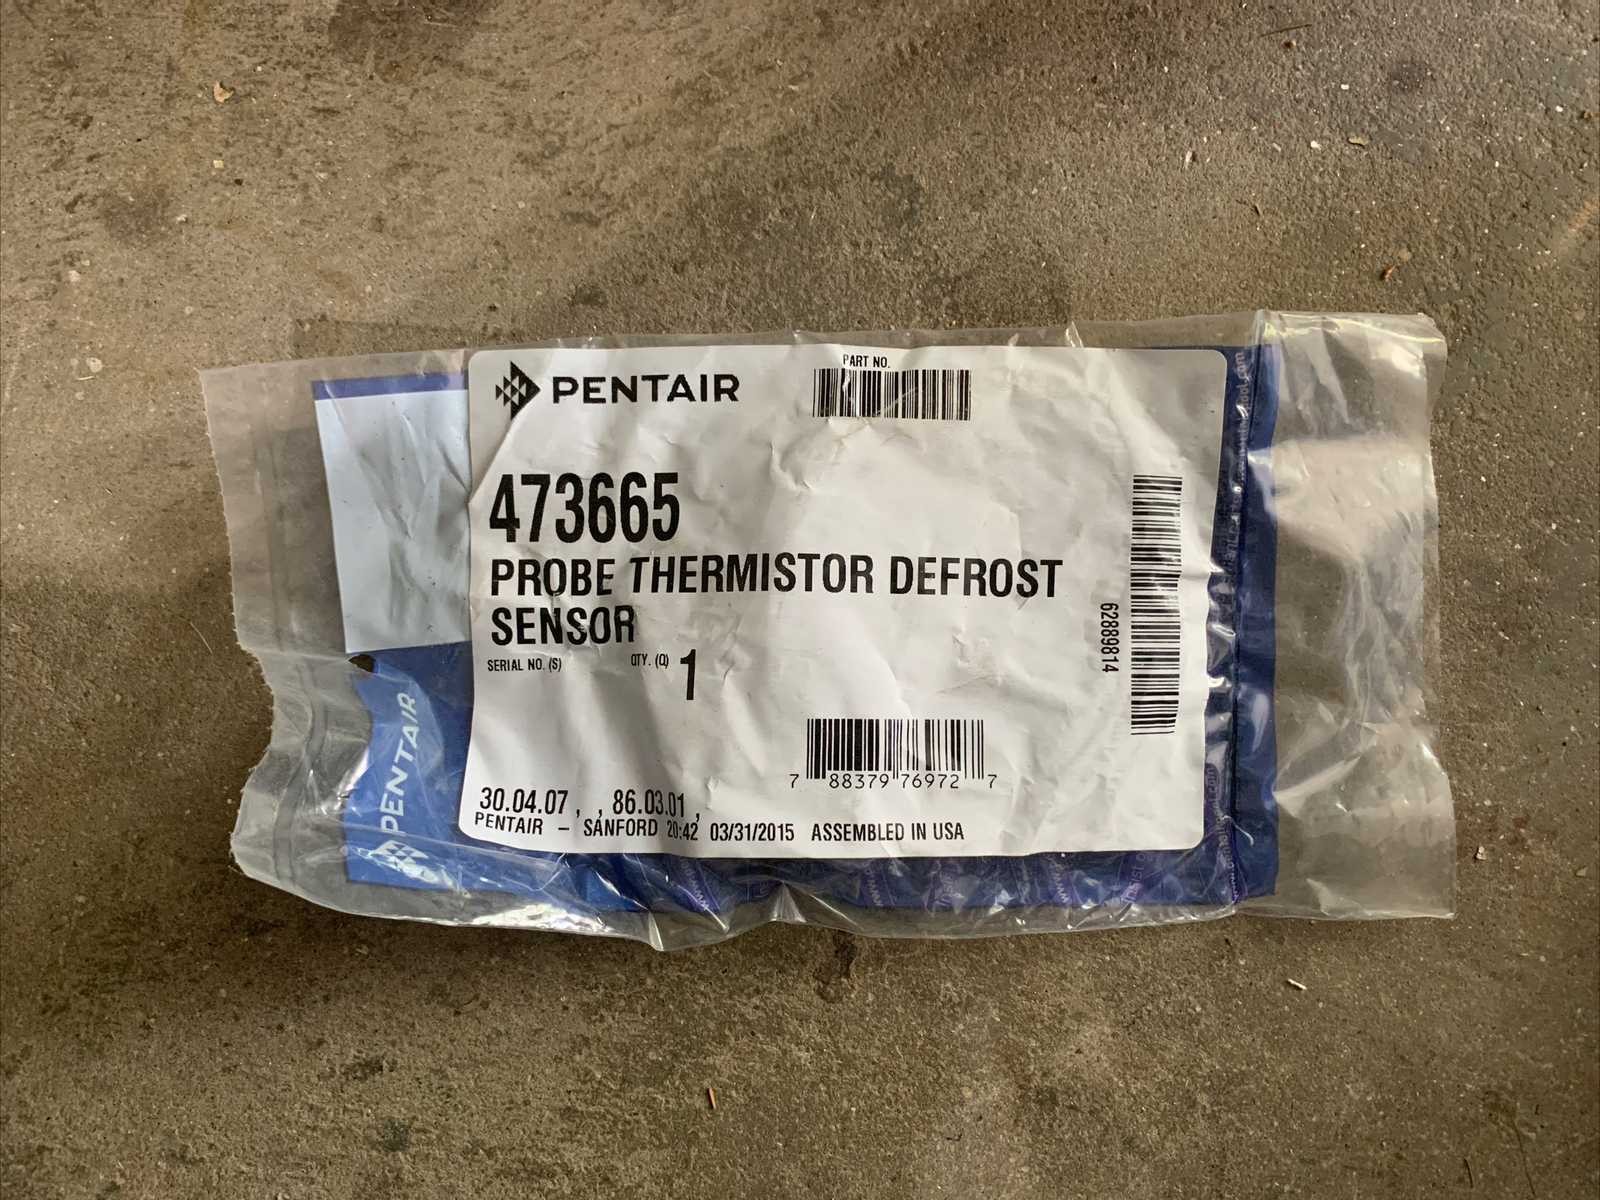 PENTAIR
PART NO.
473665
PROBE THERMISTOR DEFROST
SENSOR
SERIAL NO. (S) QTY. (Q) 1
62889814
7 88379 76972 7
30.04.07 , , 86.03.01 ,
PENTAIR - SANFORD 20:42 03/31/2015 ASSEMBLED IN USA
PENTAIR